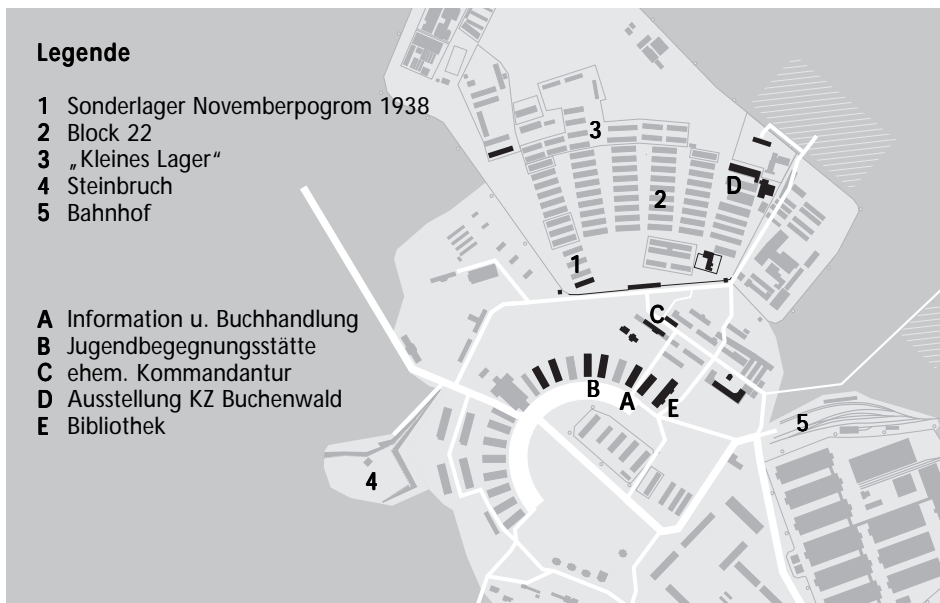 Legende
1 Sonderlager Novemberpogrom 1938
2 Block 22
3 „Kleines Lager“
4 Steinbruch
5 Bahnhof
A Information u. Buchhandlung
B Jugendbegegnungsstätte
C ehem. Kommandantur
D Ausstellung KZ Buchenwald
E Bibliothek
3
D
2
1
C
B
A
E
5
4